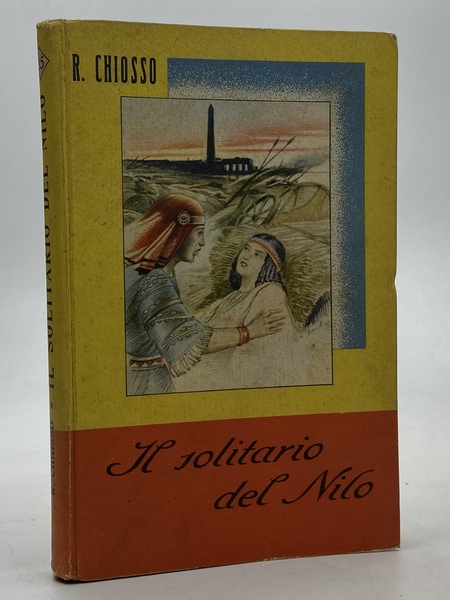 R. CHIOSSO
Il solitario
del Nilo
IL SOLITARIO DEL NILO